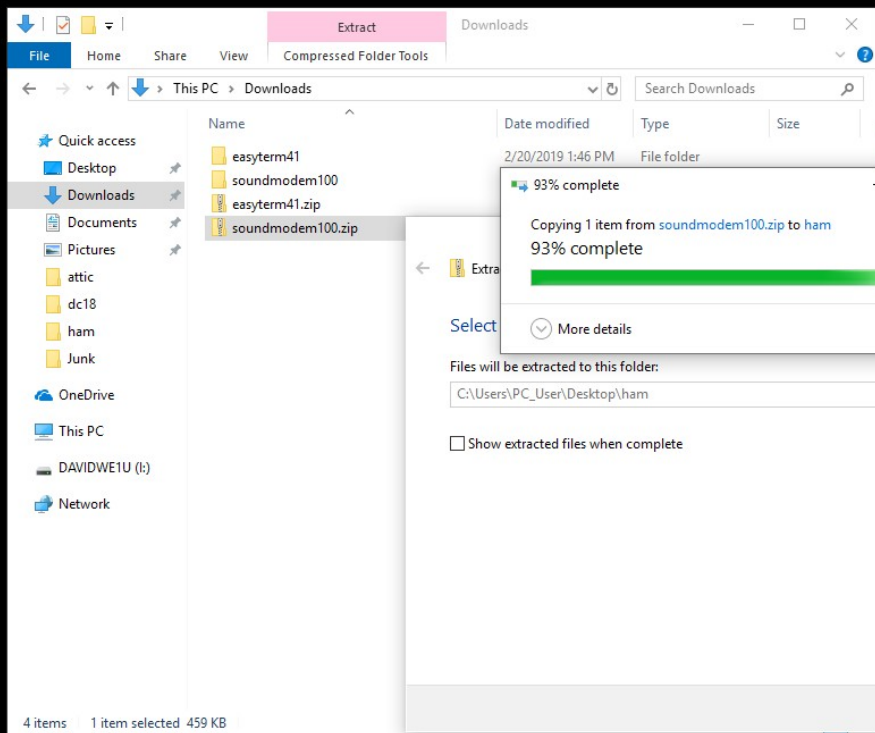 Extract
Downloads
File
Home
Share
View
Compressed Folder Tools
This PC > Downloads
Search Downloads
Name
Date modified
Type
Size
Quick access
Desktop
Downloads
Documents
Pictures
attic
dc18
ham
Junk
OneDrive
This PC
DAVIDWE1U (I:)
Network
easyterm41
2/20/2019 1:46 PM
File folder
soundmodem100
easyterm41.zip
soundmodem100.zip
93% complete
Copying 1 item from soundmodem100.zip to ham
93% complete
More details
Select
Files will be extracted to this folder:
C:\Users\PC_User\Desktop\ham
Show extracted files when complete
4 items
1 item selected 459 KB